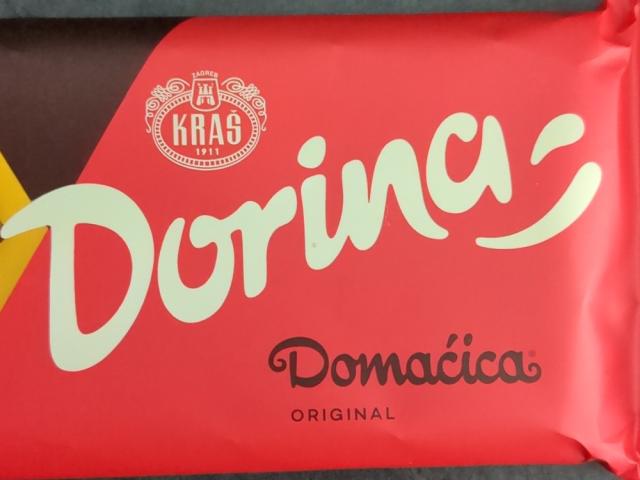 ZAGREB
KRAŠ
1911
Dorina
Domaćica
ORIGINAL